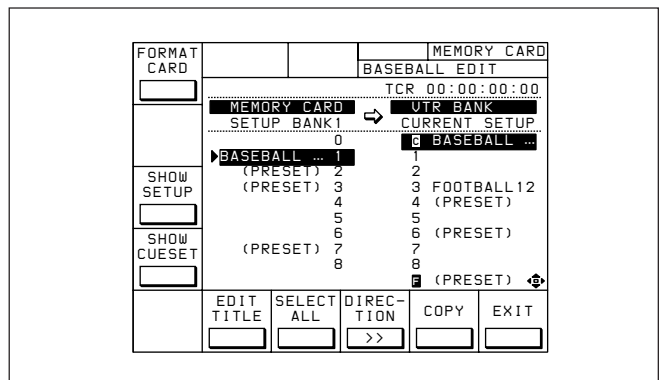 FORMAT CARD
MEMORY CARD
BASEBALL EDIT
TCR 00:00:00:00
MEMORY CARD ⇨ VTR BANK
SETUP BANK1 CURRENT SETUP
0 C BASEBALL …
▶BASEBALL … 1 1
(PRESET) 2 2
(PRESET) 3 3 FOOTBALL12
4 4 (PRESET)
5 5
6 6 (PRESET)
(PRESET) 7 7
8 8
F (PRESET)
SHOW SETUP
SHOW CUESET
EDIT TITLE
SELECT ALL
DIREC-
TION
>>
COPY
EXIT